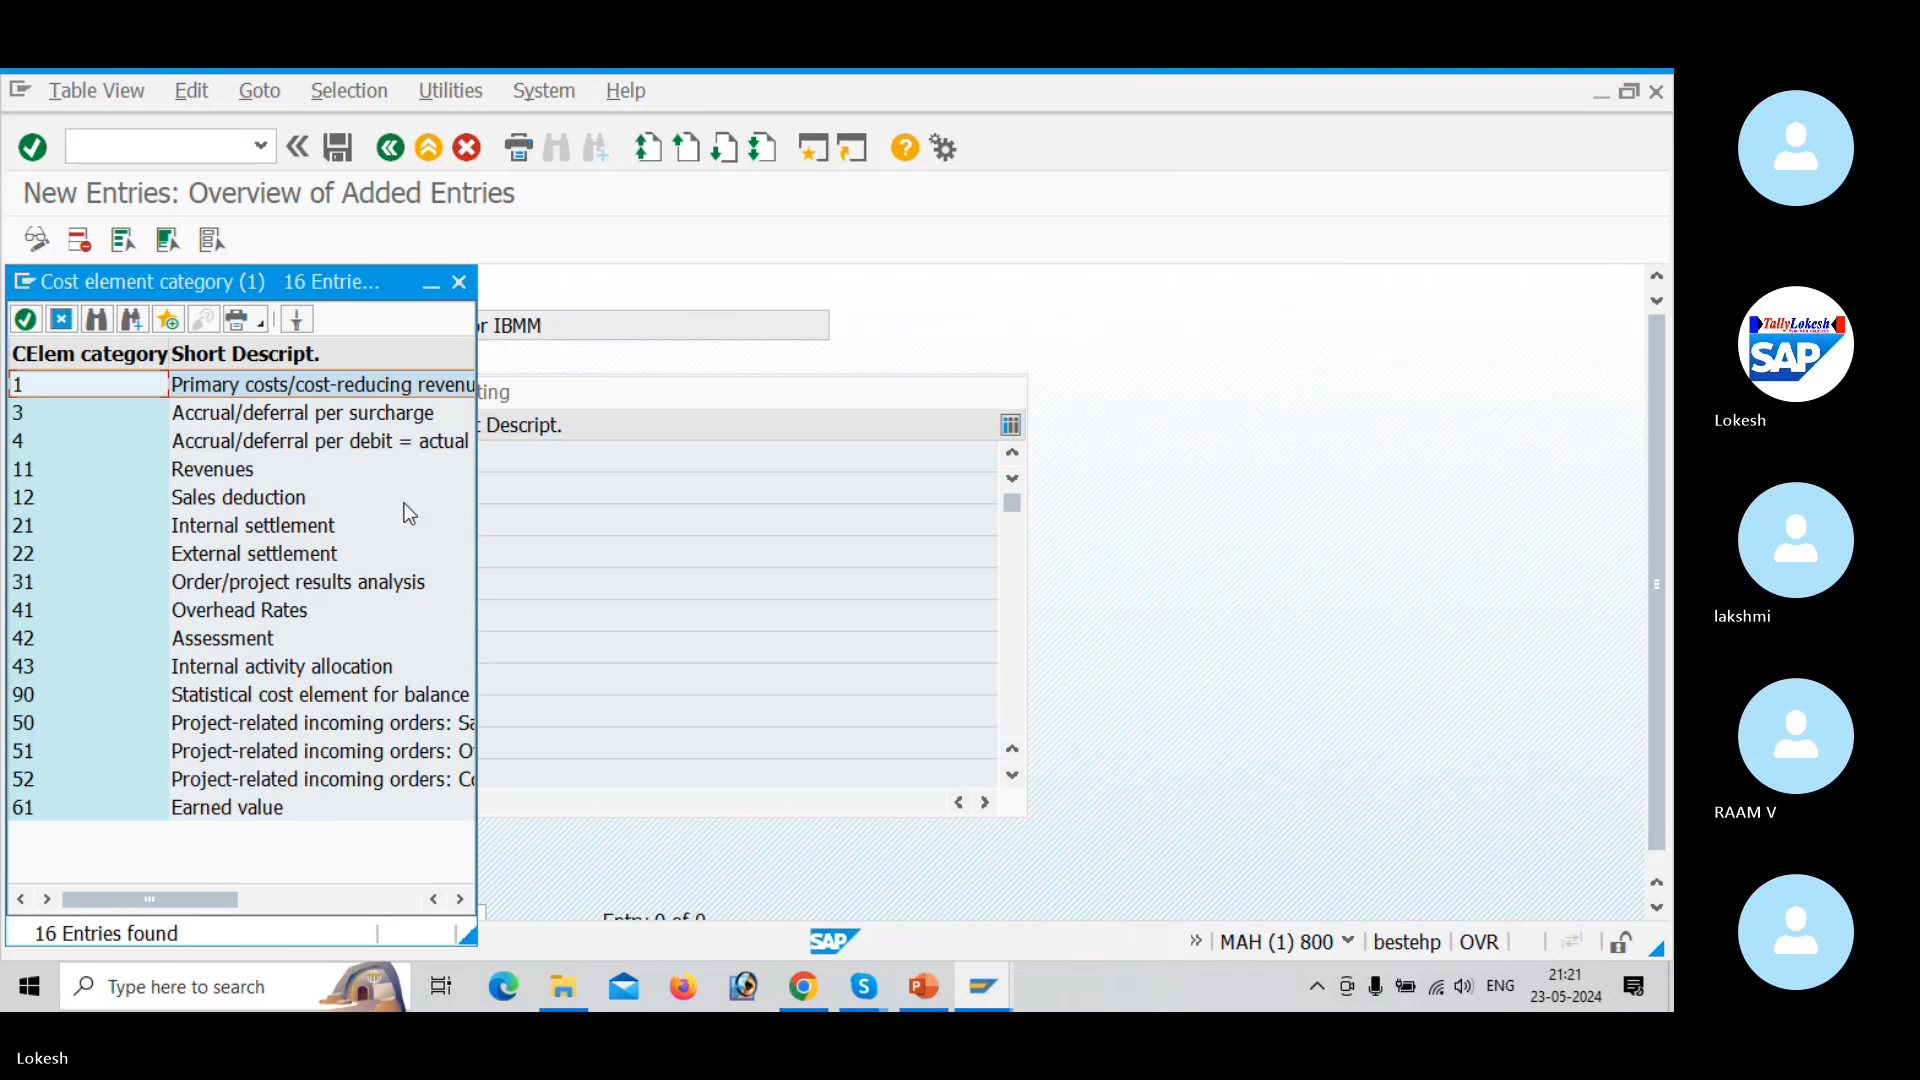 Table View Edit Goto Selection Utilities System Help
New Entries: Overview of Added Entries
Cost element category (1) 16 Entrie...
or IBMM
CElem category Short Descript.
ting
t Descript.
1 Primary costs/cost-reducing revenu
3 Accrual/deferral per surcharge
4 Accrual/deferral per debit = actual
11 Revenues
12 Sales deduction
21 Internal settlement
22 External settlement
31 Order/project results analysis
41 Overhead Rates
42 Assessment
43 Internal activity allocation
90 Statistical cost element for balance
50 Project-related incoming orders: Sa
51 Project-related incoming orders: O
52 Project-related incoming orders: Co
61 Earned value
Entry 0 of 0
16 Entries found
SAP
MAH (1) 800 bestehp OVR
Type here to search
ENG
21:21
23-05-2024
TallyLokesh
SAP
Lokesh
lakshmi
RAAM V
Lokesh